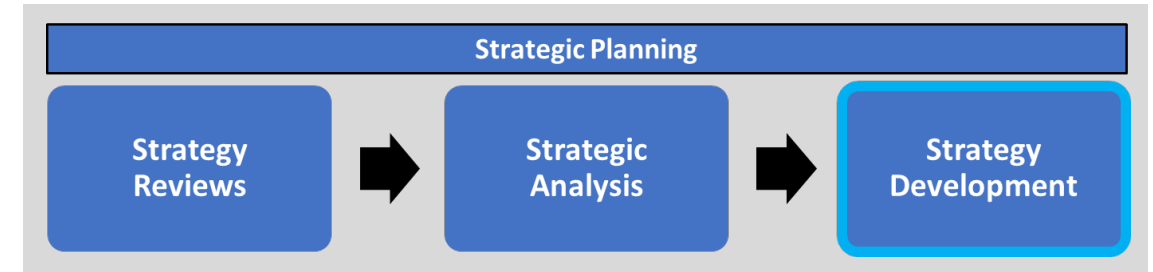 Strategic Planning
Strategy
Reviews
Strategic
Analysis
Strategy
Development